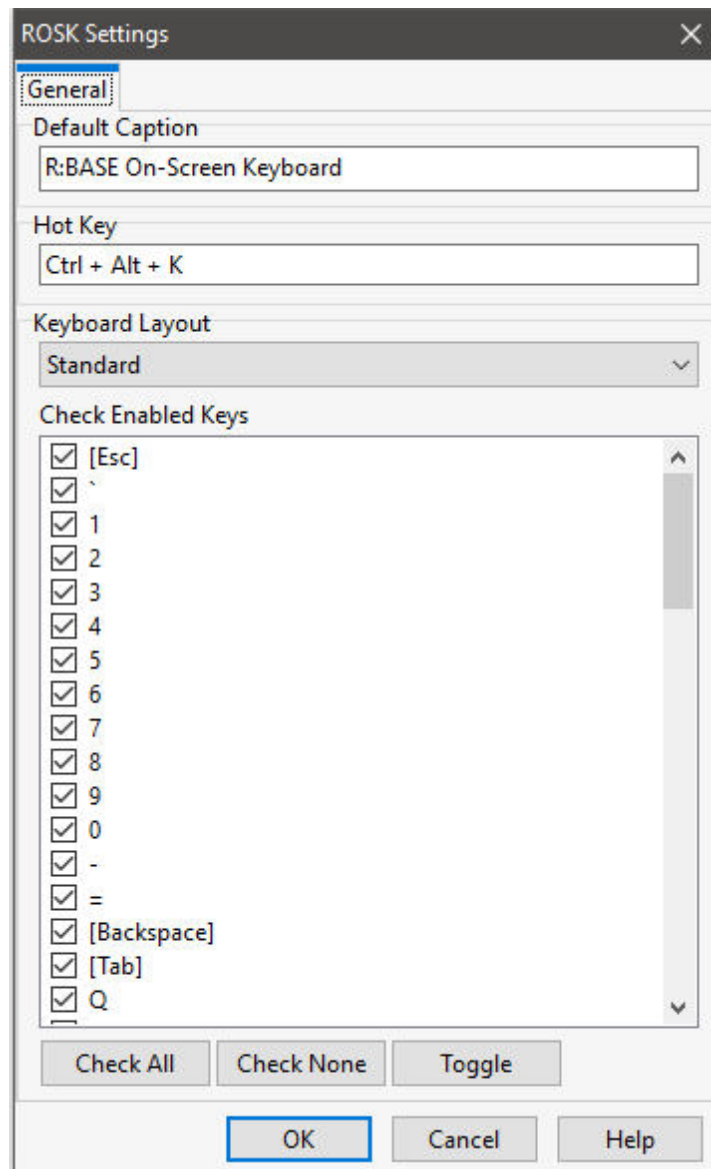 ROSK Settings
General
Default Caption
R:BASE On-Screen Keyboard
Hot Key
Ctrl + Alt + K
Keyboard Layout
Standard
Check Enabled Keys
[Esc]
`
1
2
3
4
5
6
7
8
9
0
-
=
[Backspace]
[Tab]
Q
Check All Check None Toggle
OK Cancel Help